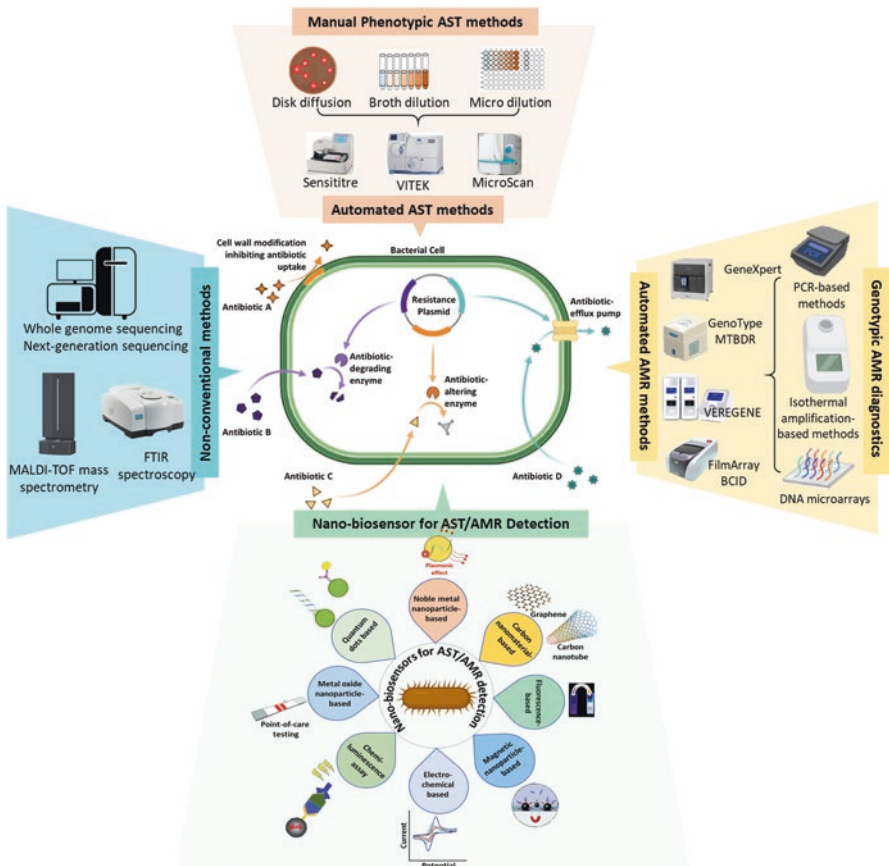 Manual Phenotypic AST methods
Disk diffusion
Broth dilution
Micro dilution
Sensititre
VITEK
MicroScan
Automated AST methods
Non-conventional methods
Whole genome sequencing
Next-generation sequencing
MALDI-TOF mass
spectrometry
FTIR
spectroscopy
Cell wall modification
inhibiting antibiotic
uptake
Bacterial Cell
Antibiotic A
Resistance
Plasmid
Antibiotic-
efflux pump
Antibiotic-
degrading
enzyme
Antibiotic-
altering
enzyme
Antibiotic B
Antibiotic C
Antibiotic D
Automated AMR methods
GeneXpert
GenoType
MTBDR
VEREGENE
FilmArray
BCID
Genotypic AMR diagnostics
PCR-based
methods
Isothermal
amplification-
based methods
DNA microarrays
Nano-biosensor for AST/AMR Detection
Plasmonic
effect
Noble metal
nanoparticle-
based
Graphene
Carbon
nanomaterial-
based
Carbon
nanotube
Fluorescence-
based
Magnetic
nanoparticle-
based
Electro-
chemical
based
Current
Potential
Chemi-
luminescence
assay
Point-of-care
testing
Metal oxide
nanoparticle-
based
Quantum
dots based
Nano-biosensors for AST/AMR detection